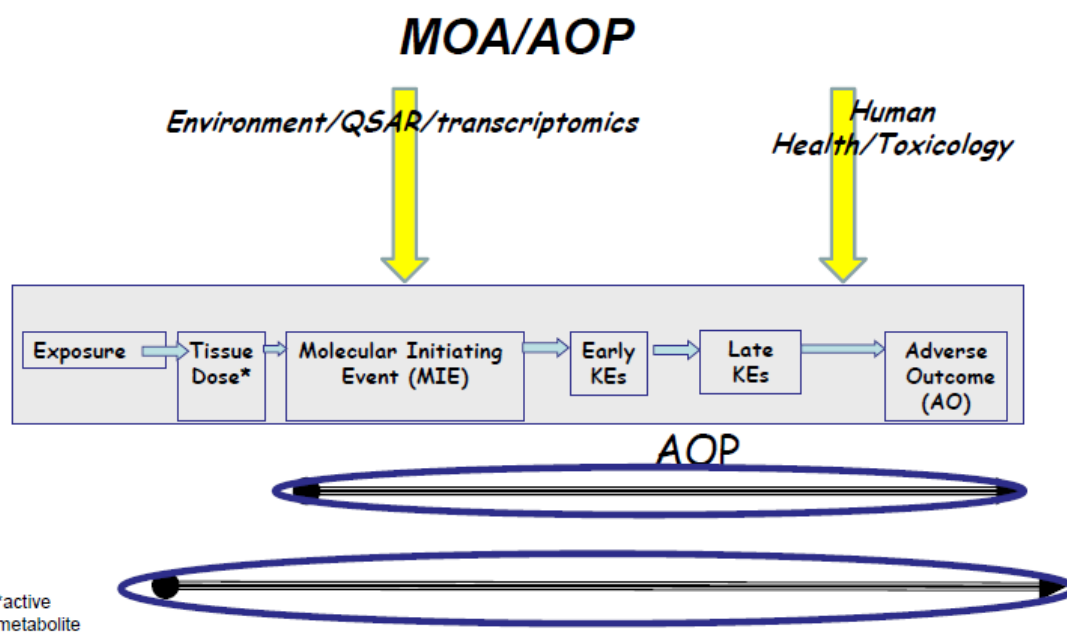 MOA/AOP
Environment/QSAR/transcriptomics
Human
Health/Toxicology
Exposure
Tissue
Dose*
Molecular Initiating
Event (MIE)
Early
KEs
Late
KEs
Adverse
Outcome
(AO)
AOP
*active
metabolite